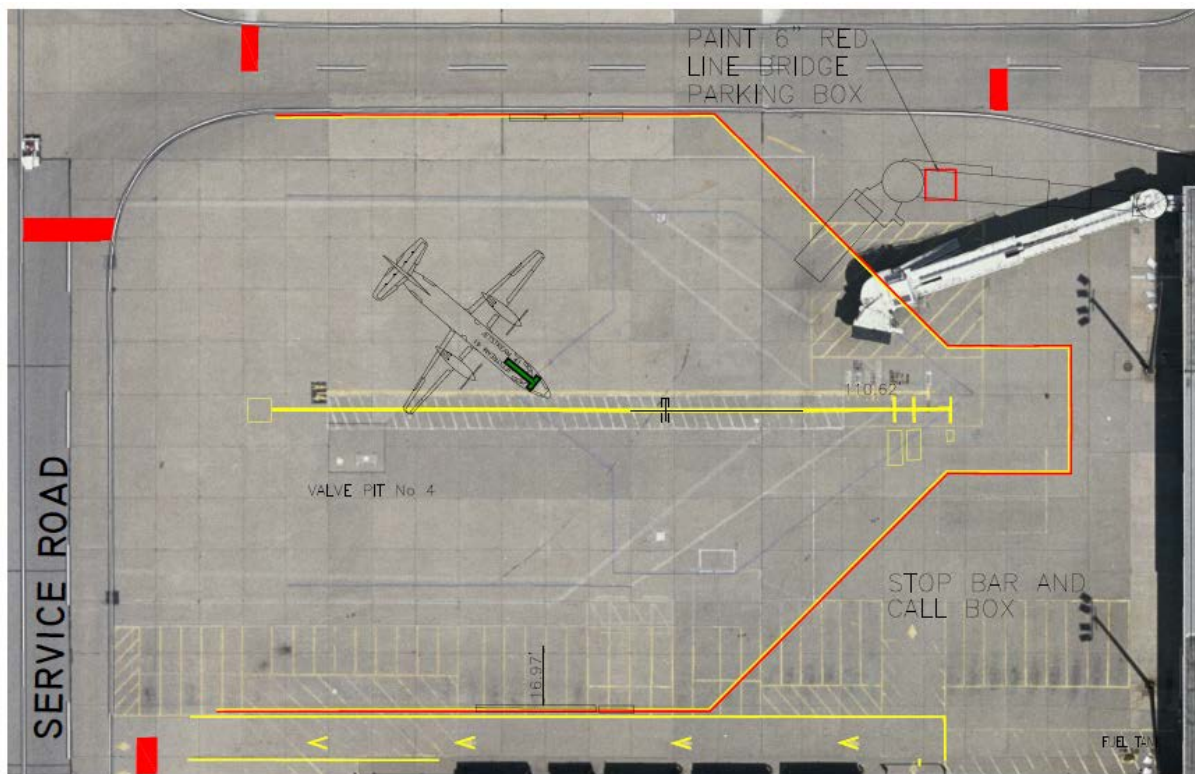 PAINT 6" RED
LINE BRIDGE
PARKING BOX
110.62'
VALVE PIT No 4
SERVICE ROAD
STOP BAR AND
CALL BOX
16.97'
FUEL TAN